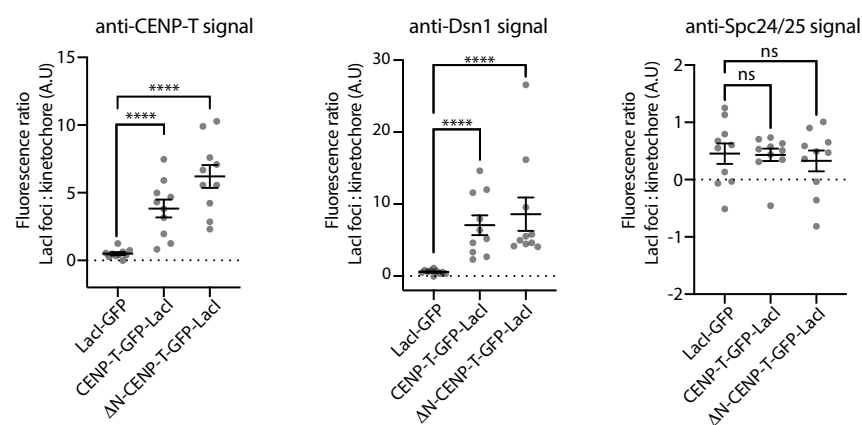 anti-CENP-T signal
Fluorescence ratio
LacI foci : kinetochore (A.U)
15
10
5
0
****
****
LacI-GFP
CENP-T-GFP-LacI
ΔN-CENP-T-GFP-LacI
anti-Dsn1 signal
Fluorescence ratio
LacI foci : kinetochore (A.U)
30
20
10
0
****
****
LacI-GFP
CENP-T-GFP-LacI
ΔN-CENP-T-GFP-LacI
anti-Spc24/25 signal
Fluorescence ratio
LacI foci : kinetochore (A.U)
2
1
0
-1
-2
ns
ns
LacI-GFP
CENP-T-GFP-LacI
ΔN-CENP-T-GFP-LacI